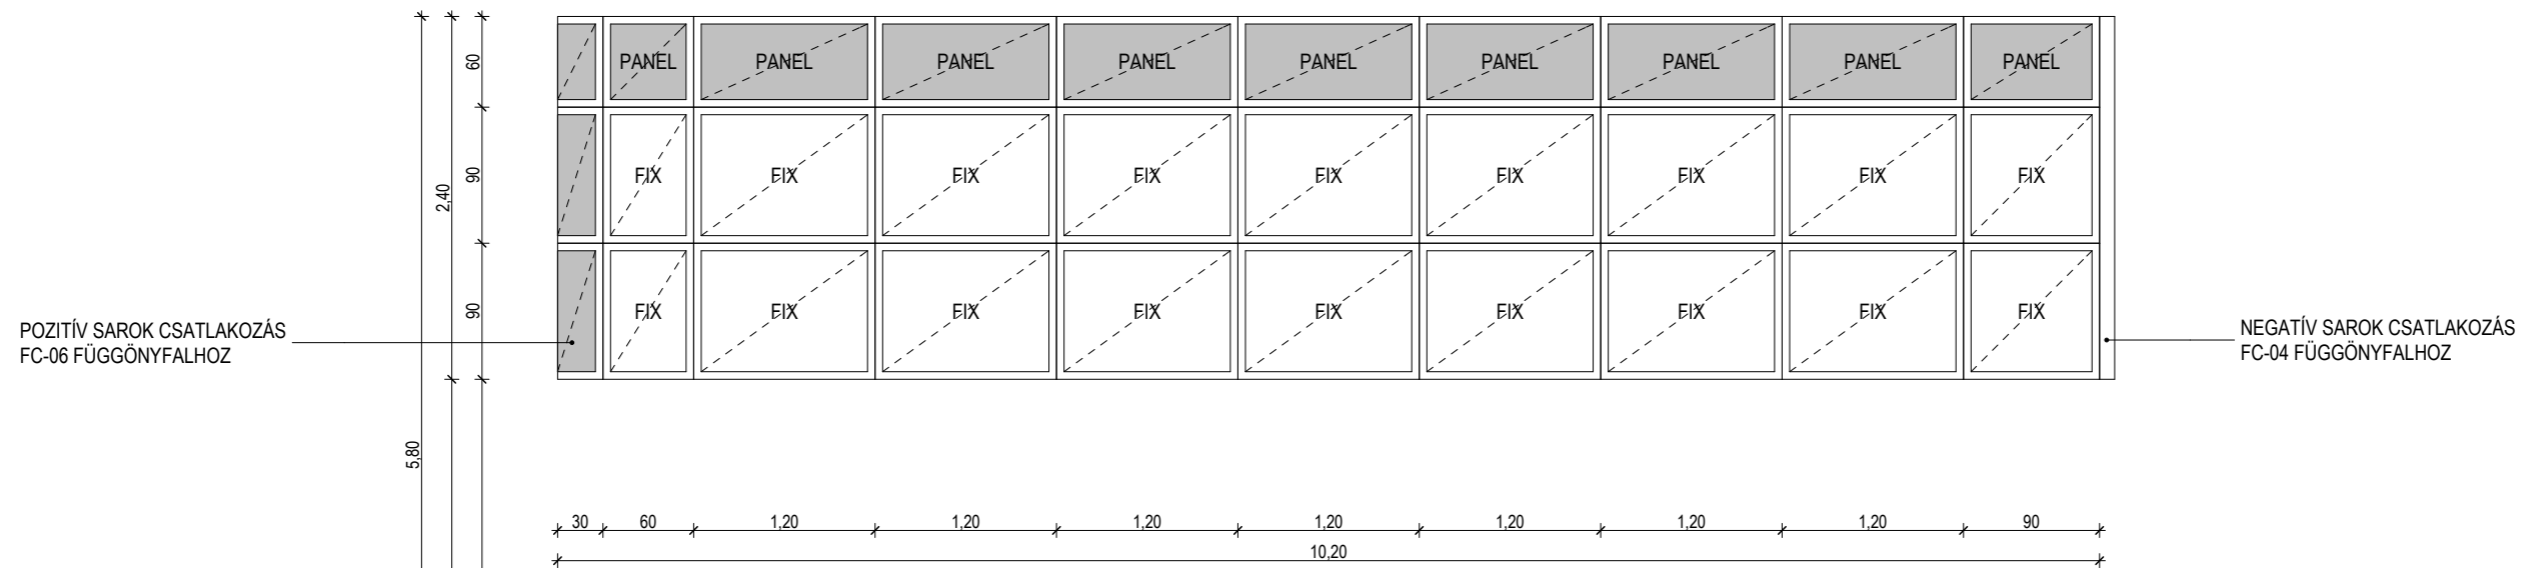 PANEL PANEL PANEL PANEL PANEL PANEL PANEL PANEL PANEL
60
FIX FIX FIX FIX FIX FIX FIX FIX FIX
90
2,40
FIX FIX FIX FIX FIX FIX FIX FIX FIX
90
POZITÍV SAROK CSATLAKOZÁS
FC-06 FÜGGÖNYFALHOZ
NEGATÍV SAROK CSATLAKOZÁS
FC-04 FÜGGÖNYFALHOZ
5,80
30 60 1,20 1,20 1,20 1,20 1,20 1,20 1,20 90
10,20